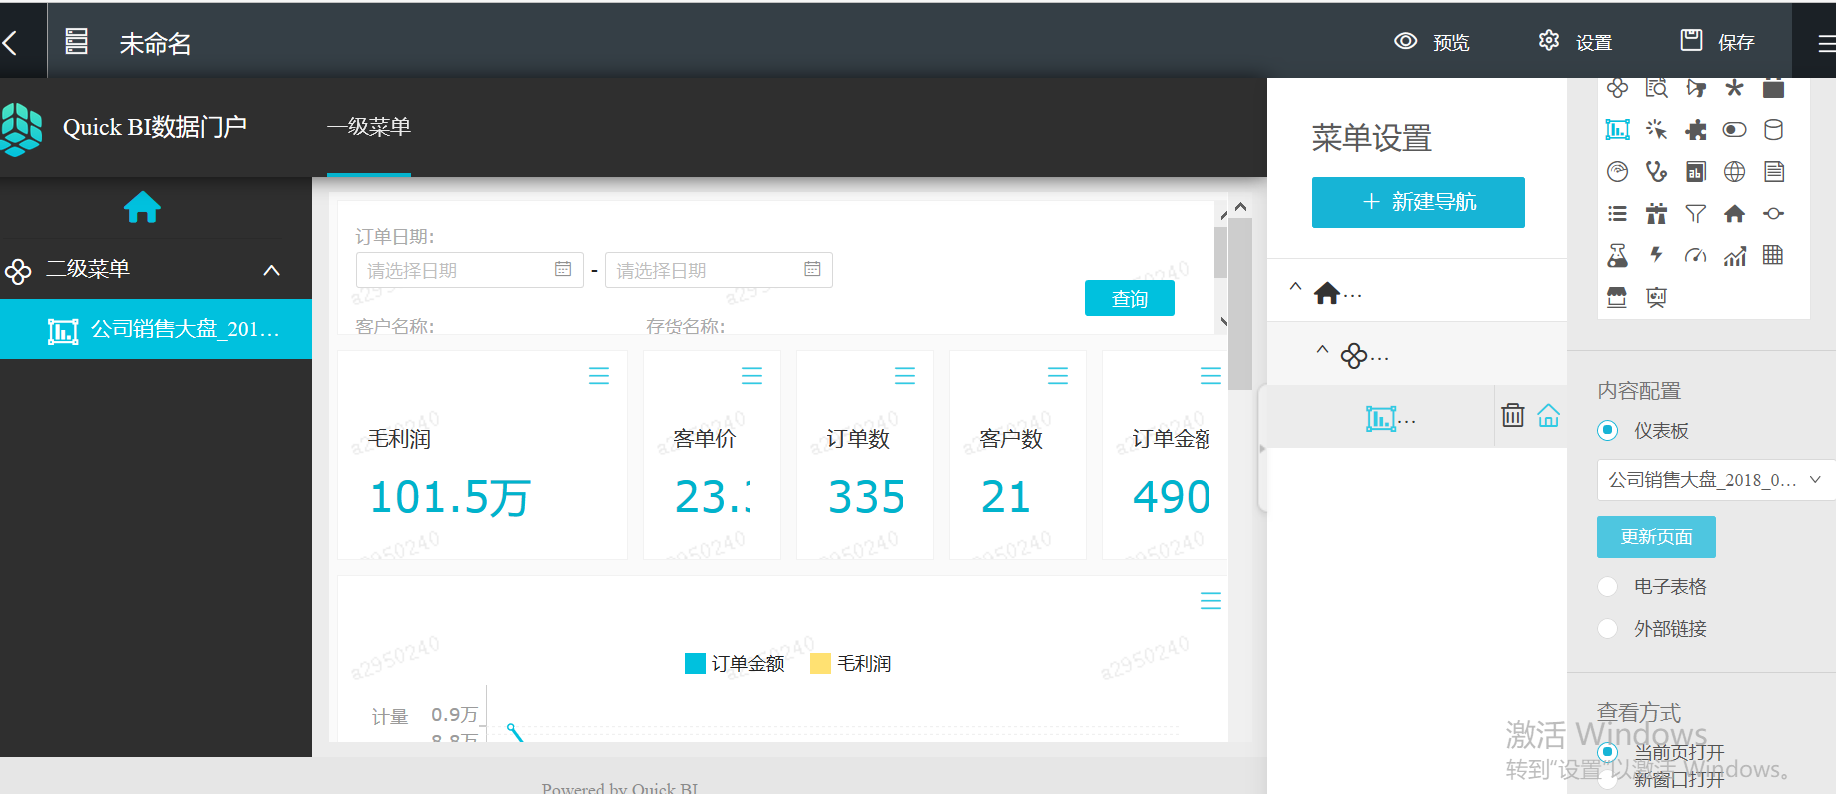 未命名
预览
设置
保存
Quick BI数据门户
一级菜单
二级菜单
公司销售大盘_201...
订单日期:
请选择日期 - 请选择日期
查询
客户名称:
存货名称:
毛利润
101.5万
客单价
23.
订单数
335
客户数
21
订单金额
490
订单金额
毛利润
计量
0.9万
8.8万
a2950240
Powered by Quick BI
菜单设置
+ 新建导航
...
...
...
内容配置
仪表板
公司销售大盘_2018_0...
更新页面
电子表格
外部链接
查看方式
当前页打开
新窗口打开
激活 Windows
转到“设置”以激活 Windows。